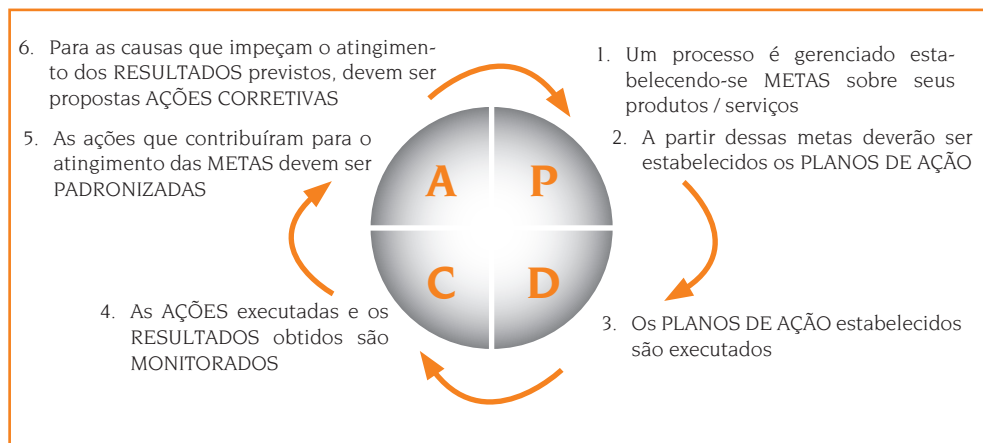 1. Um processo é gerenciado esta-
belecendo-se METAS sobre seus
produtos / serviços
2. A partir dessas metas deverão ser
estabelecidos os PLANOS DE AÇÃO
3. Os PLANOS DE AÇÃO estabelecidos
são executados
4. As AÇÕES executadas e os
RESULTADOS obtidos são
MONITORADOS
5. As ações que contribuíram para o
atingimento das METAS devem ser
PADRONIZADAS
6. Para as causas que impeçam o atingimen-
to dos RESULTADOS previstos, devem ser
propostas AÇÕES CORRETIVAS
A P
C D